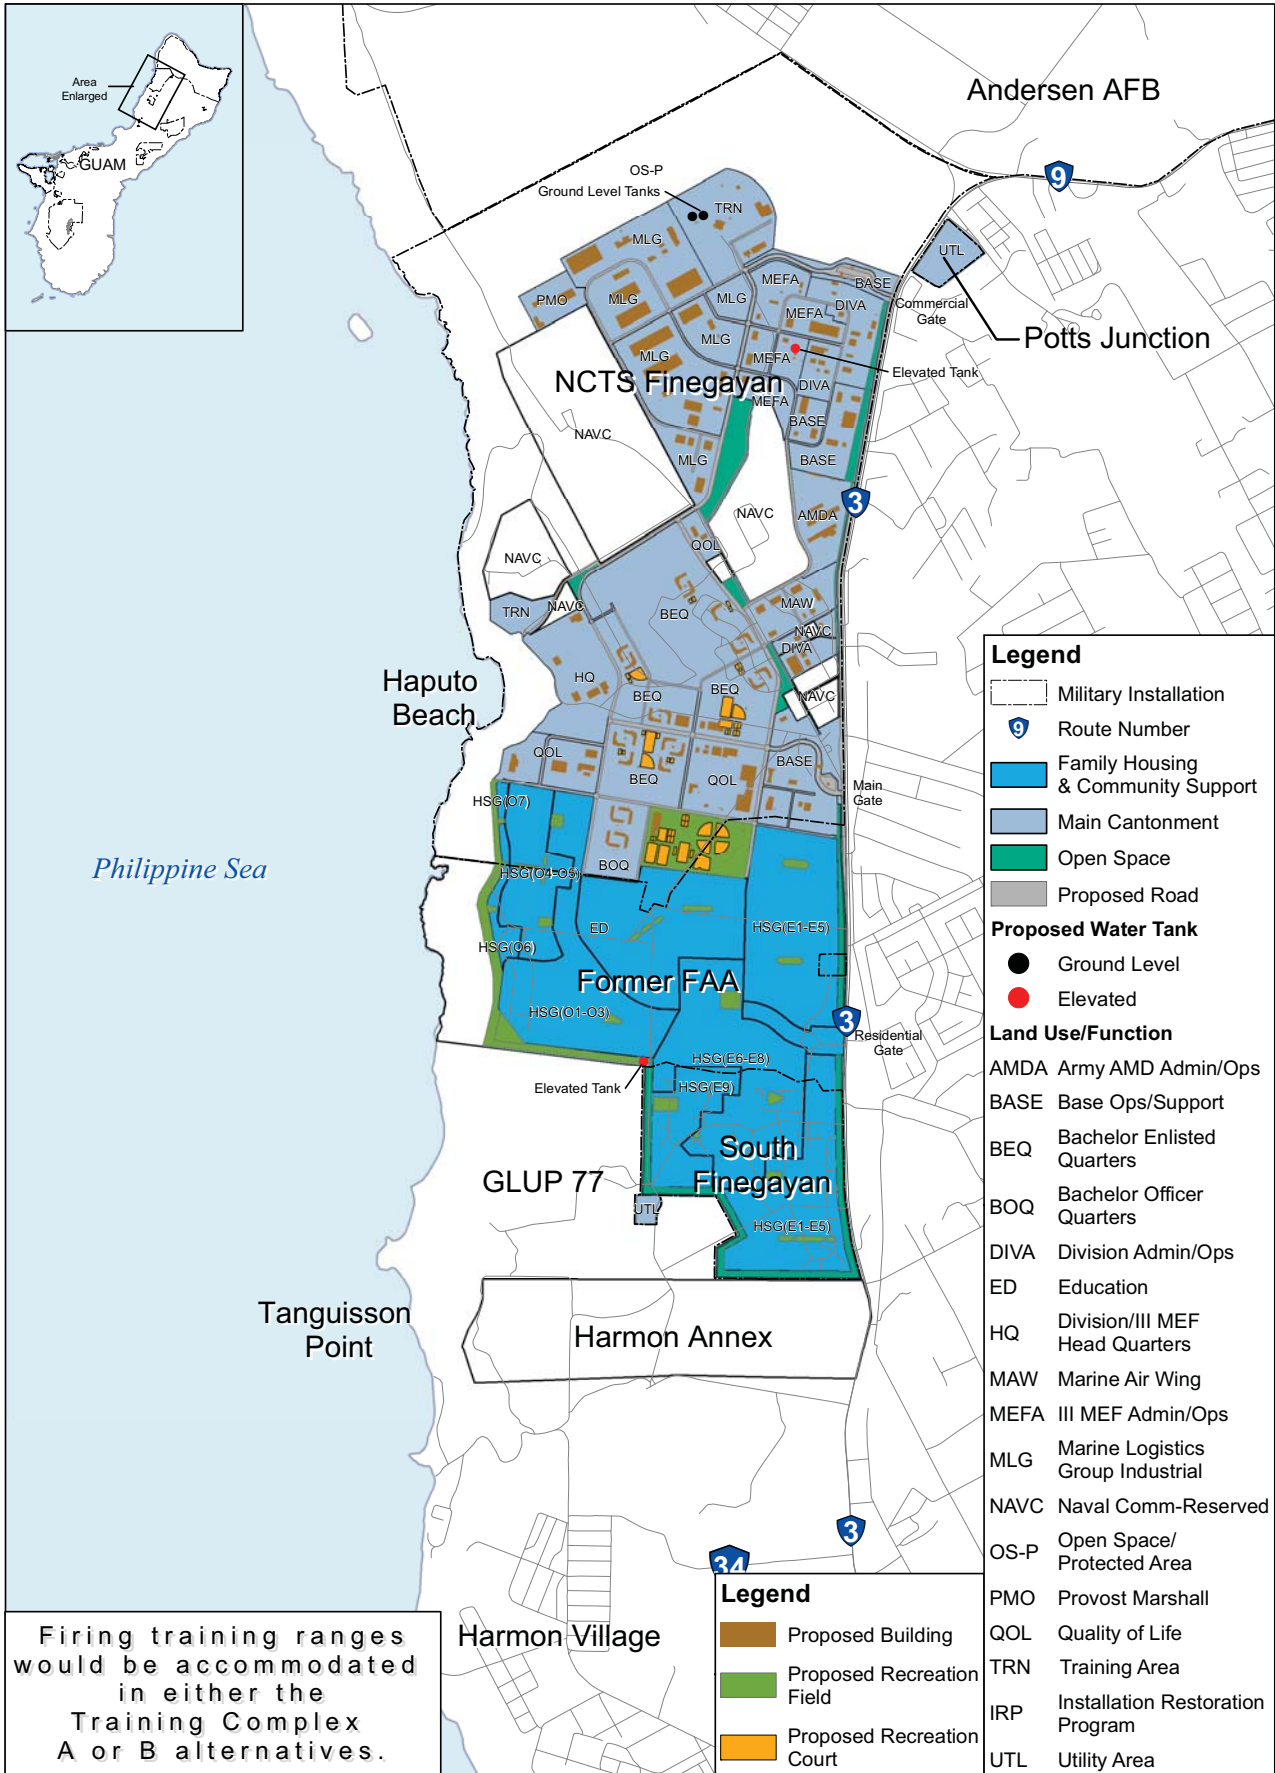 Area
Enlarged
GUAM
Andersen AFB
9
OS-P
Ground Level Tanks
TRN
MLG
UTL
MEFA
BASE
PMO
MLG
MLG
DIVA
Commercial
Gate
MEFA
MLG
Potts Junction
MLG
MEFA
Elevated Tank
NCTS Finegayan
DIVA
MEFA
BASE
NAVC
MLG
BASE
3
NAVC
AMDA
QOL
NAVC
TRN
NAVC
BEQ
MAW
NAVC
DIVA
Haputo
Beach
HQ
BEQ
BEQ
NAVC
QOL
BEQ
QOL
BASE
Main
Gate
HSG(O7)
Philippine Sea
BOQ
HSG(O4-O5)
ED
HSG(E1-E5)
HSG(O6)
Former FAA
HSG(O1-O3)
3
Residential
Gate
HSG(E6-E8)
Elevated Tank
HSG(E9)
South
Finegayan
GLUP 77
UTL
HSG(E1-E5)
Tanguisson
Point
Harmon Annex
3
34
Harmon Village
Firing training ranges
would be accommodated
in either the
Training Complex
A or B alternatives.
Legend
Proposed Building
Proposed Recreation
Field
Proposed Recreation
Court
Legend
Military Installation
9 Route Number
Family Housing
& Community Support
Main Cantonment
Open Space
Proposed Road
Proposed Water Tank
Ground Level
Elevated
Land Use/Function
AMDA Army AMD Admin/Ops
BASE Base Ops/Support
BEQ Bachelor Enlisted
Quarters
BOQ Bachelor Officer
Quarters
DIVA Division Admin/Ops
ED Education
HQ Division/III MEF
Head Quarters
MAW Marine Air Wing
MEFA III MEF Admin/Ops
MLG Marine Logistics
Group Industrial
NAVC Naval Comm-Reserved
OS-P Open Space/
Protected Area
PMO Provost Marshall
QOL Quality of Life
TRN Training Area
IRP Installation Restoration
Program
UTL Utility Area